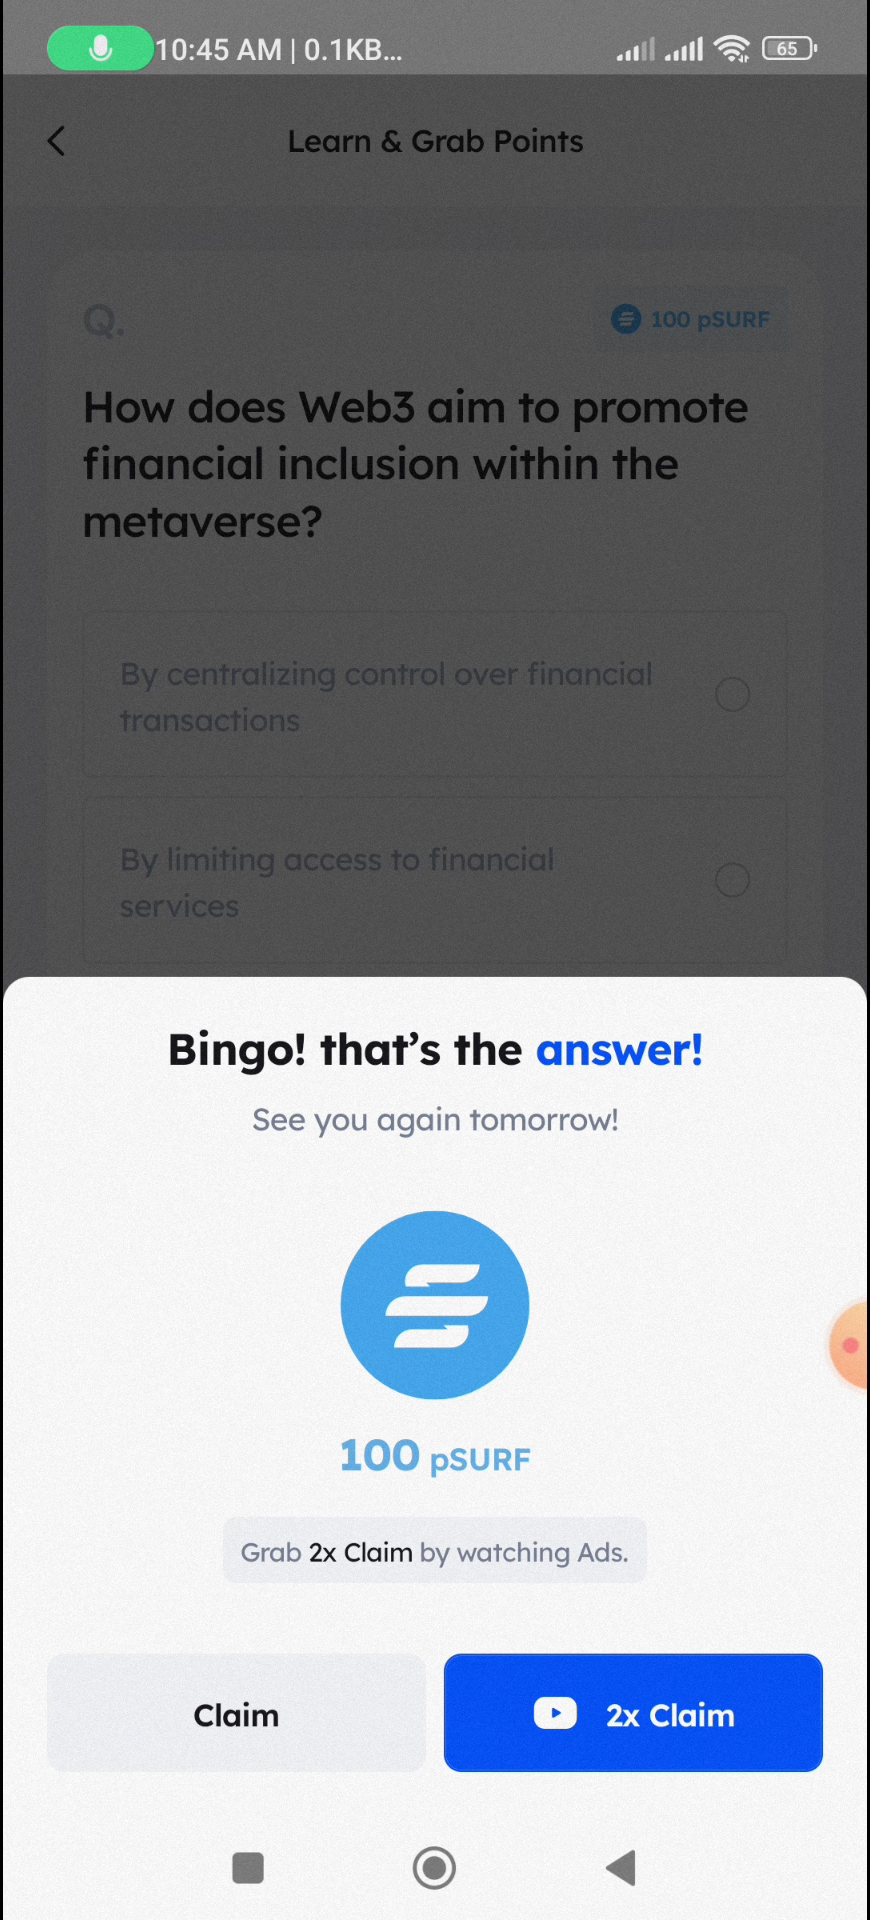 10:45 AM | 0.1KB...
65
Learn & Grab Points
Q.
100 pSURF
How does Web3 aim to promote
financial inclusion within the
metaverse?
By centralizing control over financial
transactions
By limiting access to financial
services
Bingo! that's the answer!
See you again tomorrow!
100 pSURF
Grab 2x Claim by watching Ads.
Claim
2x Claim